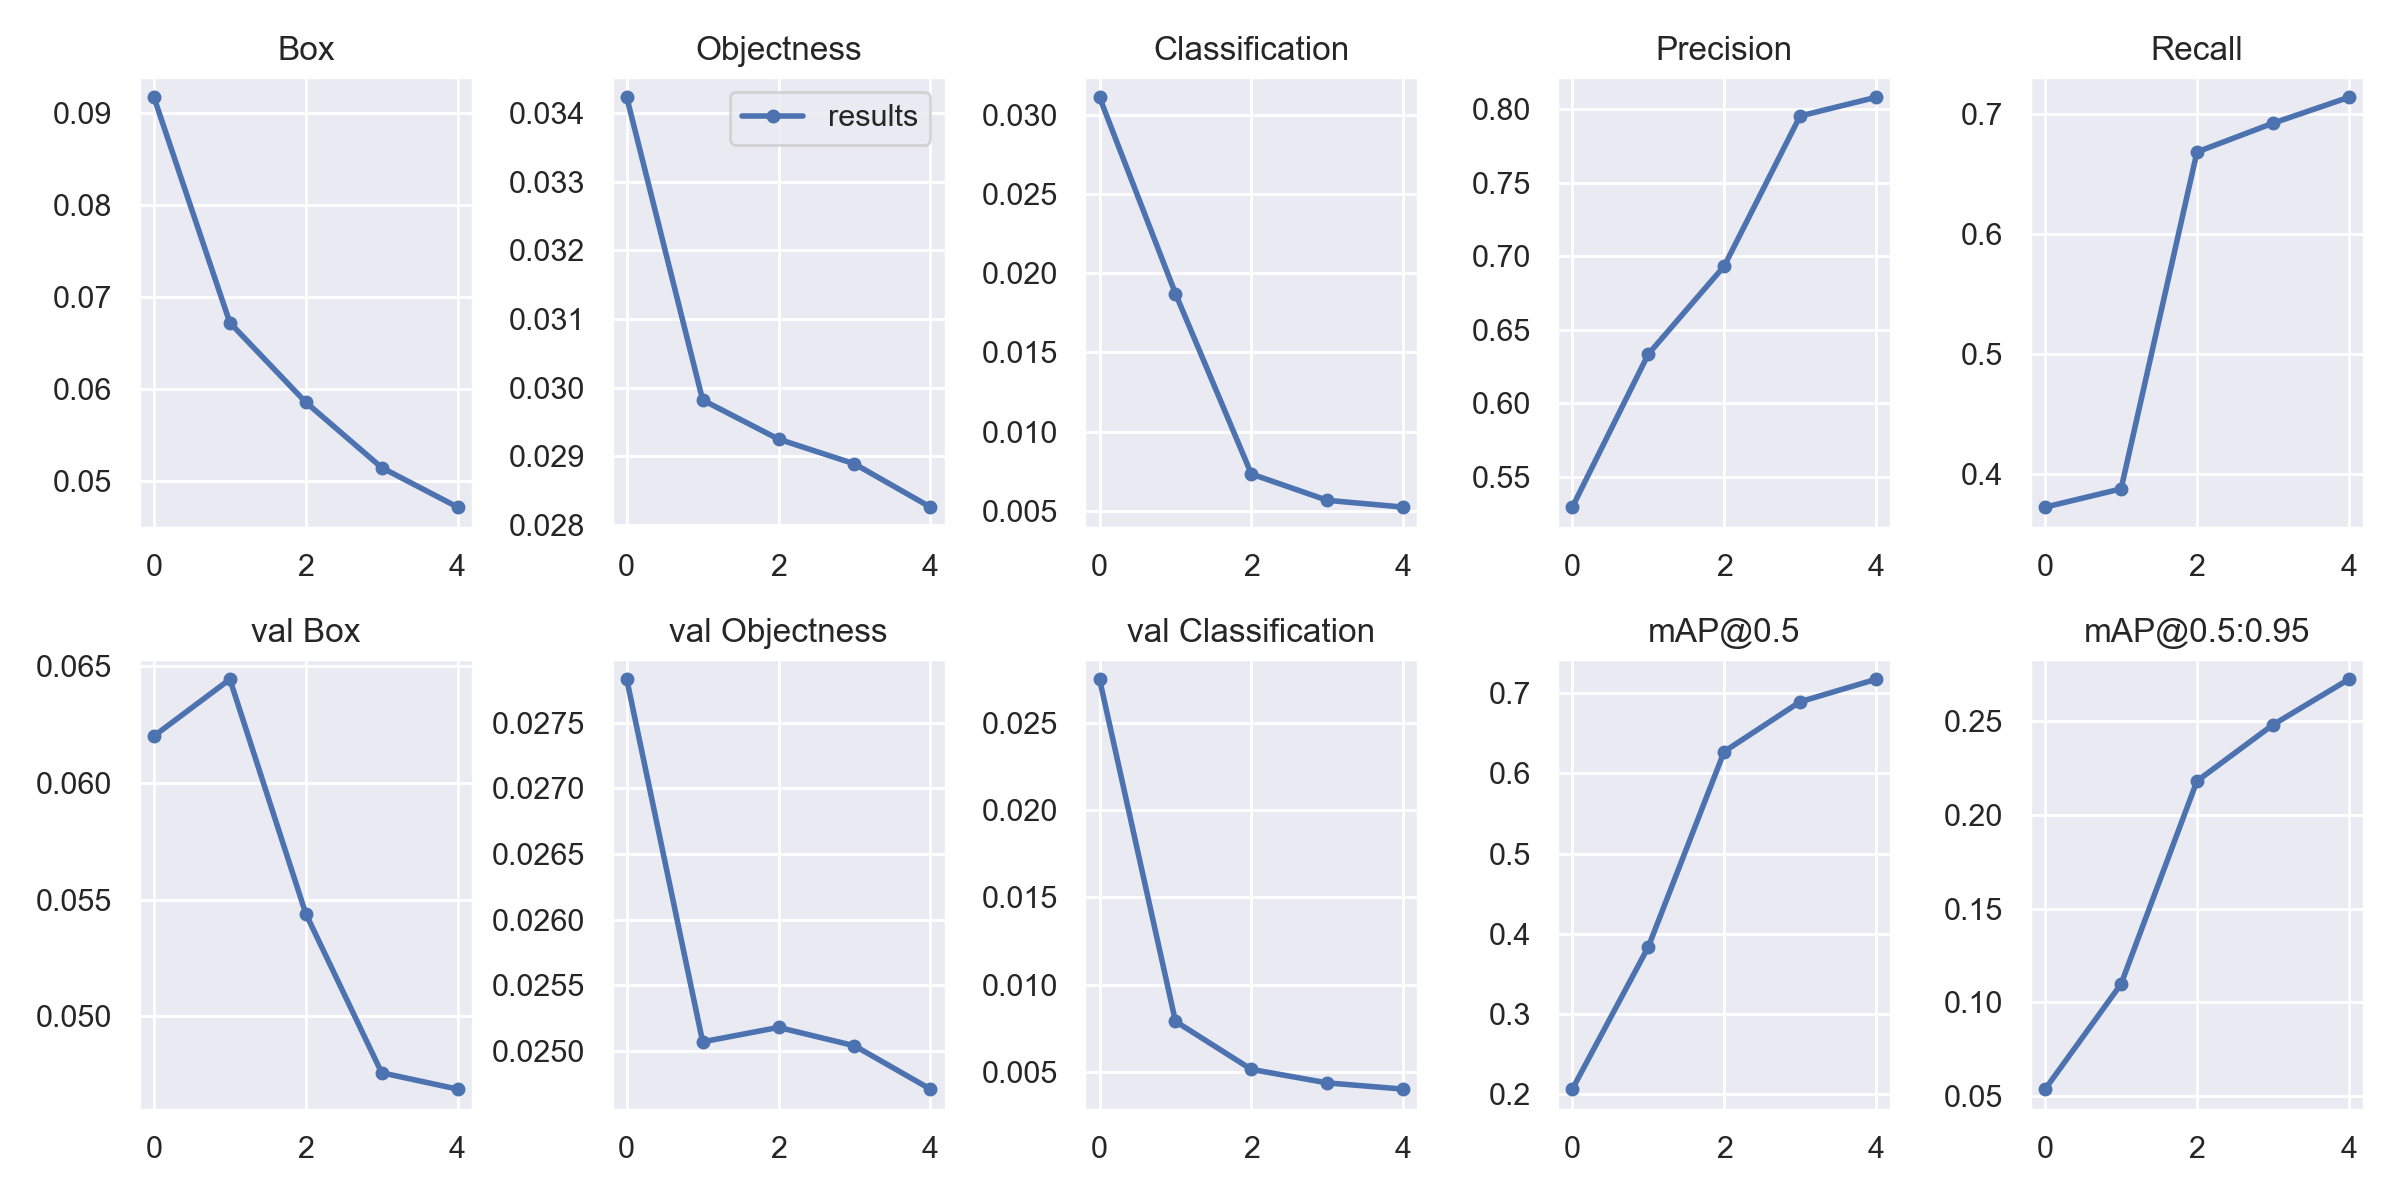 Box
0.09
0.08
0.07
0.06
0.05
0 2 4
Objectness
results
0.034
0.033
0.032
0.031
0.030
0.029
0.028
0 2 4
Classification
0.030
0.025
0.020
0.015
0.010
0.005
0 2 4
Precision
0.80
0.75
0.70
0.65
0.60
0.55
0 2 4
Recall
0.7
0.6
0.5
0.4
0 2 4
val Box
0.065
0.060
0.055
0.050
0 2 4
val Objectness
0.0275
0.0270
0.0265
0.0260
0.0255
0.0250
0 2 4
val Classification
0.025
0.020
0.015
0.010
0.005
0 2 4
mAP@0.5
0.7
0.6
0.5
0.4
0.3
0.2
0 2 4
mAP@0.5:0.95
0.25
0.20
0.15
0.10
0.05
0 2 4